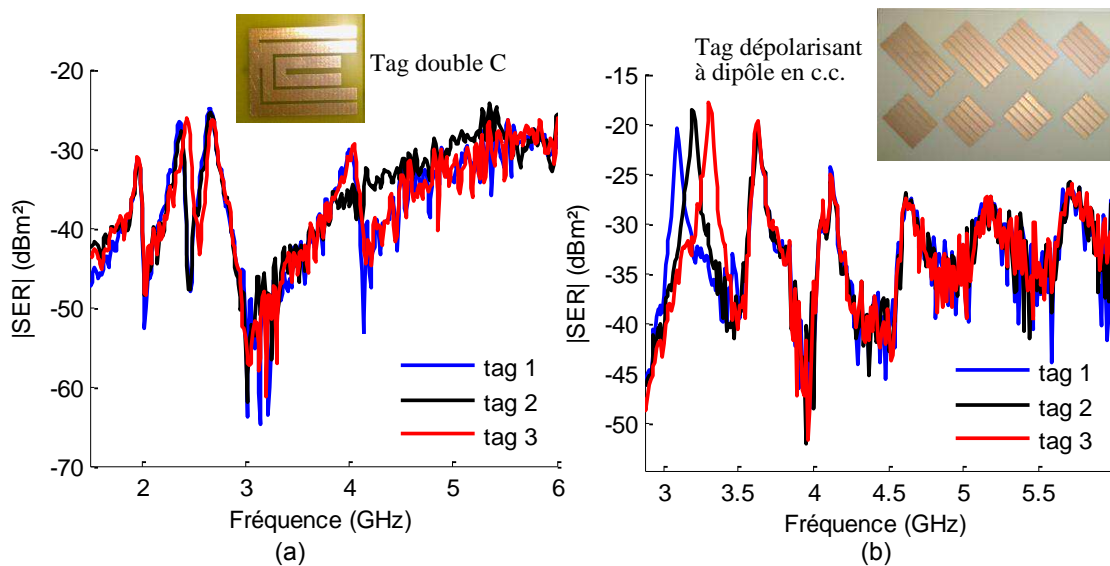 Tag double C
|SER| (dBm²)
-20
-30
-40
-50
-60
-70
2
3
4
5
6
tag 1
tag 2
tag 3
Fréquence (GHz)
(a)
Tag dépolarisant
à dipôle en c.c.
|SER| (dBm²)
-15
-20
-25
-30
-35
-40
-45
-50
3
3.5
4
4.5
5
5.5
tag 1
tag 2
tag 3
Fréquence (GHz)
(b)